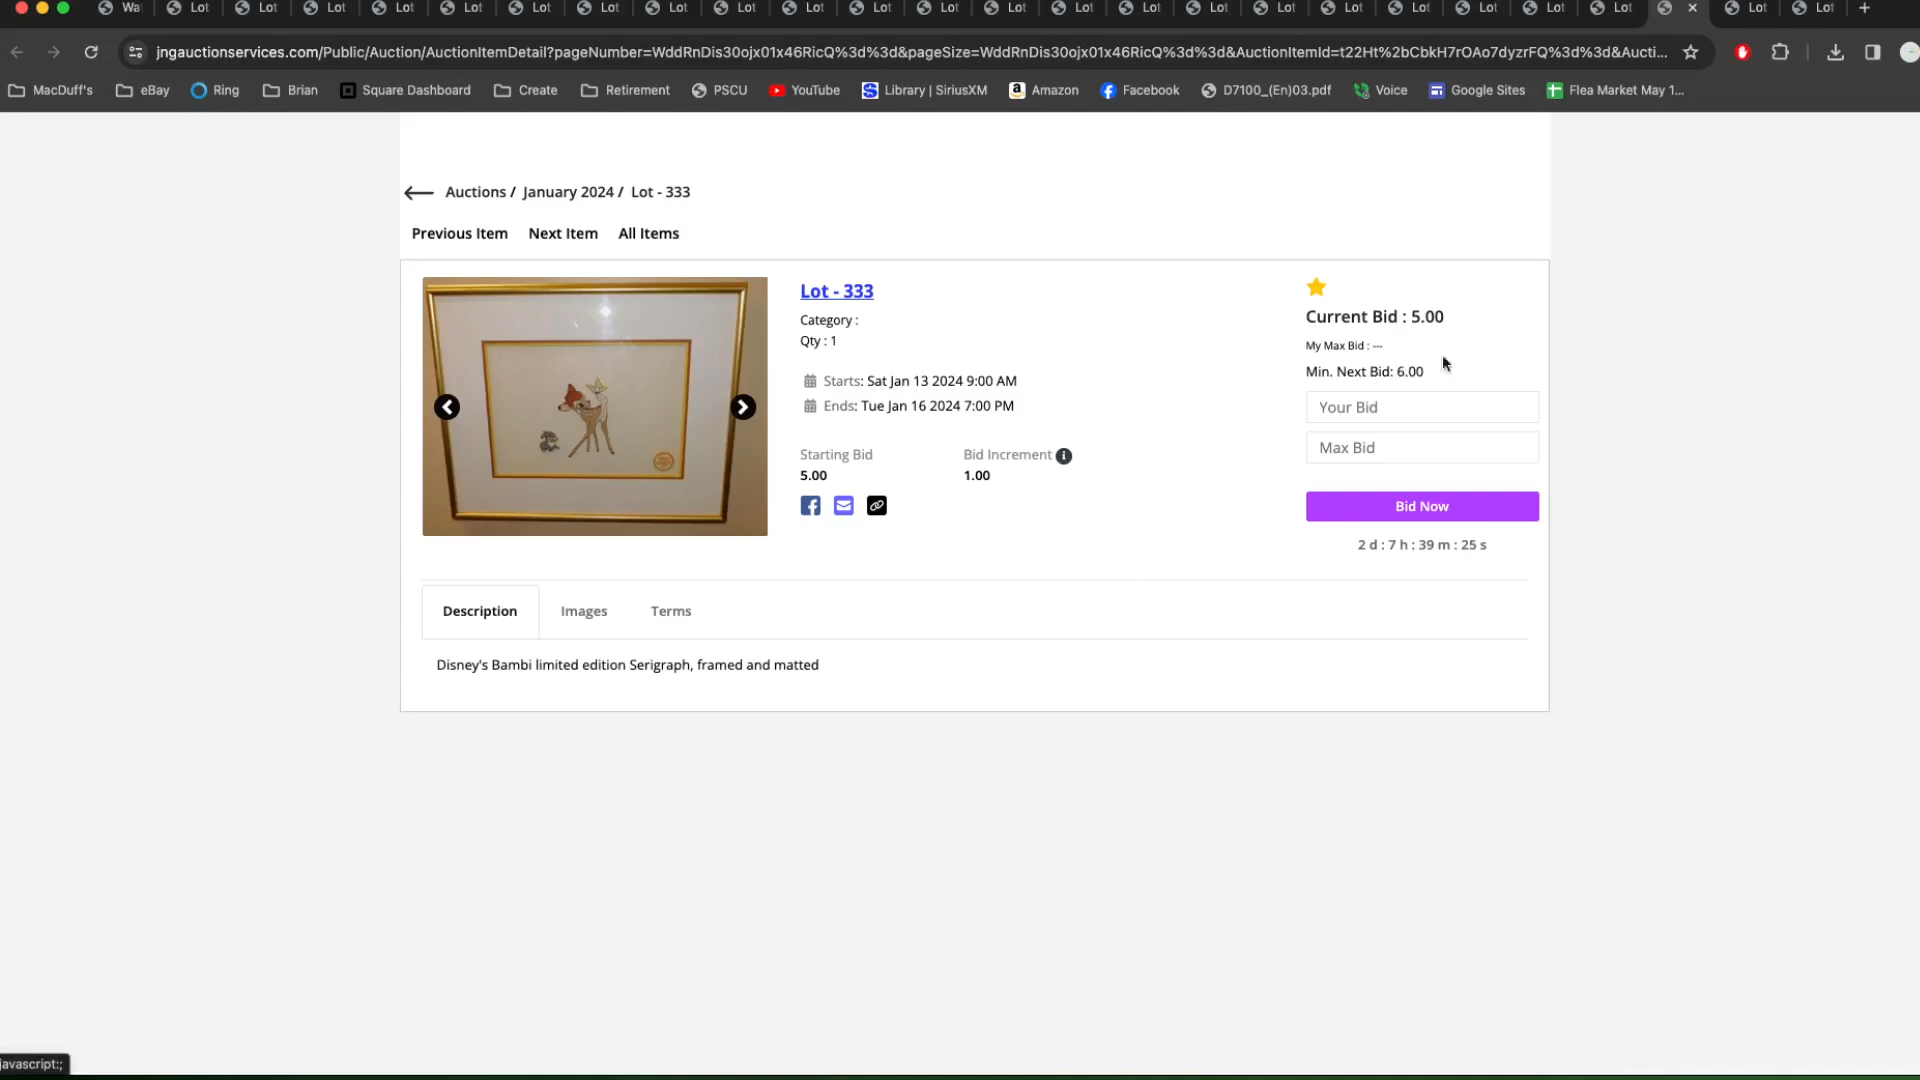 Wa Lot Lot Lot Lot Lot Lot Lot Lot Lot Lot Lot Lot Lot Lot Lot Lot Lot Lot Lot Lot Lot Lot Lot Lot
jngauctionservices.com/Public/Auction/AuctionItemDetail?pageNumber=WddRnDis30ojx01x46RicQ%3d%3d&pageSize=WddRnDis30ojx01x46RicQ%3d%3d&AuctionItemId=t22Ht%2bCbkH7rOAo7dyzrFQ%3d%3d&Aucti...
MacDuff's eBay Ring Brian Square Dashboard Create Retirement PSCU YouTube Library | SiriusXM Amazon Facebook D7100_(En)03.pdf Voice Google Sites Flea Market May 1...
Auctions / January 2024 / Lot - 333
Previous Item Next Item All Items
Lot - 333
Category :
Qty : 1
Starts: Sat Jan 13 2024 9:00 AM
Ends: Tue Jan 16 2024 7:00 PM
Starting Bid Bid Increment
5.00 1.00
Current Bid : 5.00
My Max Bid : ---
Min. Next Bid: 6.00
Your Bid
Max Bid
Bid Now
2 d : 7 h : 39 m : 25 s
Description Images Terms
Disney's Bambi limited edition Serigraph, framed and matted
javascript:;